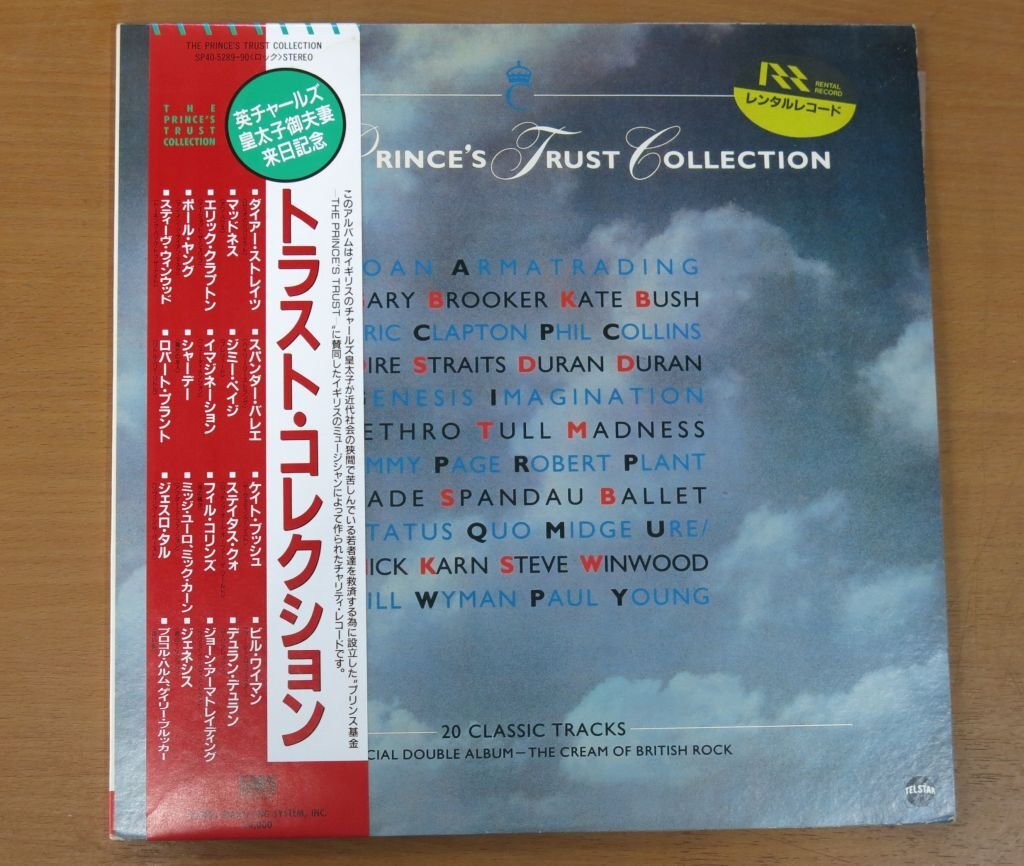 THE PRINCE'S TRUST COLLECTION
SP40-5289-90<ロック>STEREO
THE
PRINCE'S
TRUST
COLLECTION
英チャールズ
皇太子御夫妻
来日記念
トラスト・コレクション
このアルバムはイギリスのチャールズ皇太子が近代社会の狭間で苦しんでいる若者達を救済する為に設立した"プリンス基金
—THE PRINCE'S TRUST—"に賛同したイギリスのミュージシャンによって作られたチャリティ・レコードです。
■ダイアー・ストレイツ
■マッドネス
■エリック・クラプトン
■ポール・ヤング
■スティーヴ・ウィンウッド
■スパンダー・バレエ
■ジミー・ペイジ
■イマジネーション
■シャーデー
■ロバート・プラント
■ケイト・ブッシュ
■ステイタス・クォ
■フィル・コリンズ
■ミッジ・ユーロ、ミック・カーン
■ジェスロ・タル
■ビル・ワイマン
■デュラン・デュラン
■ジョーン・アーマトレイディング
■ジェネシス
■プロコル・ハルム、ゲイリー・ブルッカー
RENTAL
RECORD
レンタルレコード
PRINCE'S TRUST COLLECTION
OAN ARMATRADING
ARY BROOKER KATE BUSH
RIC CLAPTON PHIL COLLINS
DIRE STRAITS DURAN DURAN
GENESIS IMAGINATION
ETHRO TULL MADNESS
MMY PAGE ROBERT PLANT
ADE SPANDAU BALLET
TATUS QUO MIDGE URE/
ICK KARN STEVE WINWOOD
ILL WYMAN PAUL YOUNG
20 CLASSIC TRACKS
CIAL DOUBLE ALBUM—THE CREAM OF BRITISH ROCK
TELSTAR
SYSTEM, INC.